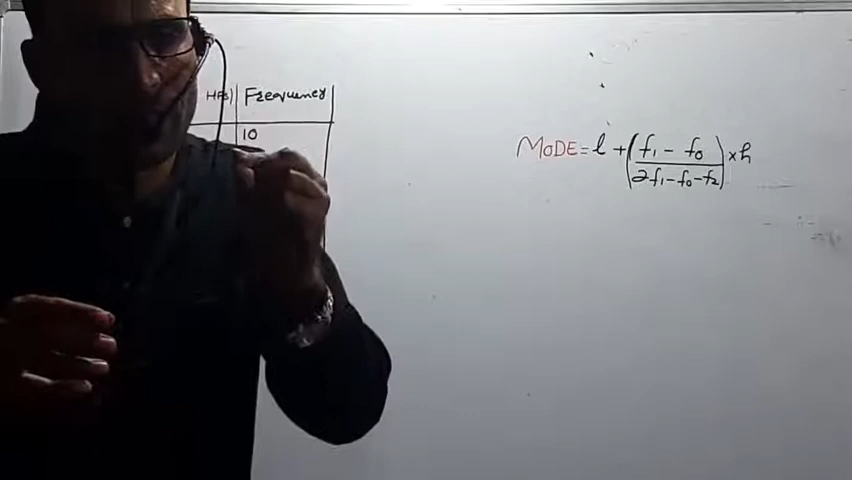 Frequency
10
MODE = l + (f₁ - f₀ / 2f₁ - f₀ - f₂) × h